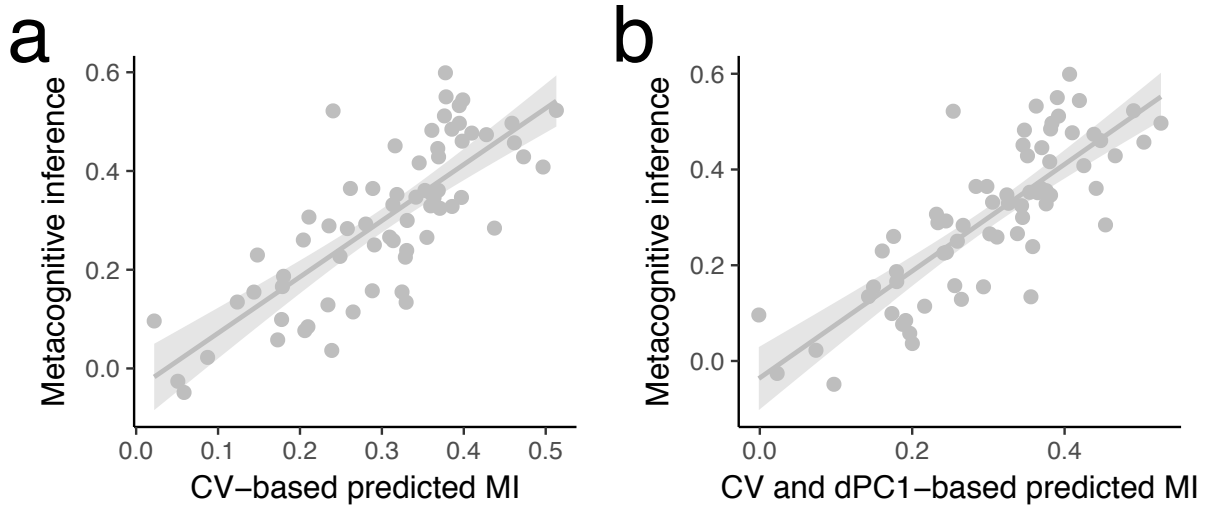 a
Metacognitive inference
0.6
0.4
0.2
0.0
0.0 0.1 0.2 0.3 0.4 0.5
CV−based predicted MI
b
Metacognitive inference
0.6
0.4
0.2
0.0
0.0 0.2 0.4
CV and dPC1−based predicted MI